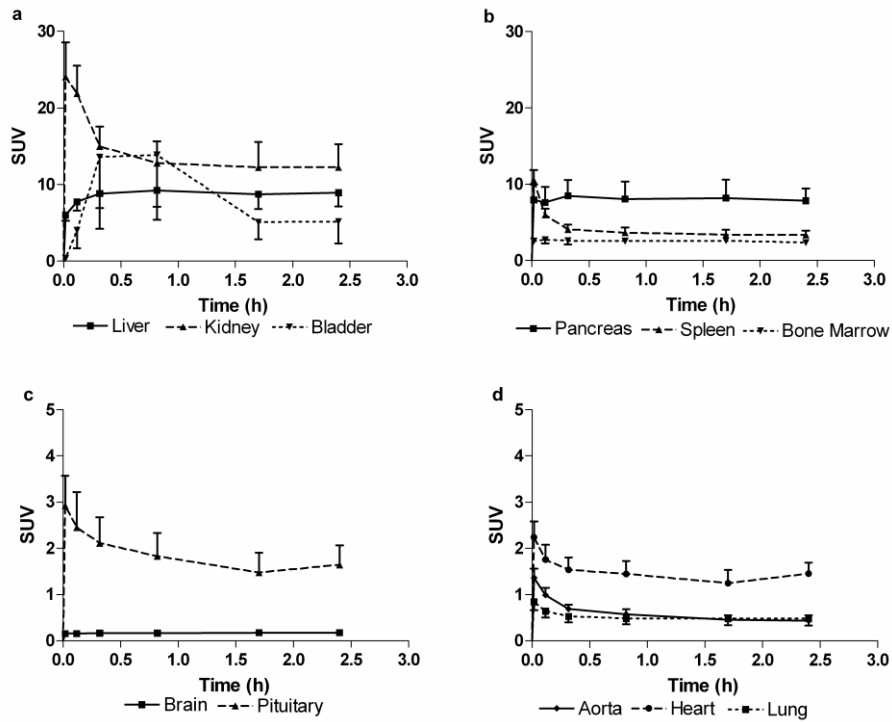 a
SUV
30
20
10
0
0.0 0.5 1.0 1.5 2.0 2.5 3.0
Time (h)
Liver Kidney Bladder
b
SUV
30
20
10
0
0.0 0.5 1.0 1.5 2.0 2.5 3.0
Time (h)
Pancreas Spleen Bone Marrow
c
SUV
5
4
3
2
1
0
0.0 0.5 1.0 1.5 2.0 2.5 3.0
Time (h)
Brain Pituitary
d
SUV
5
4
3
2
1
0
0.0 0.5 1.0 1.5 2.0 2.5 3.0
Time (h)
Aorta Heart Lung